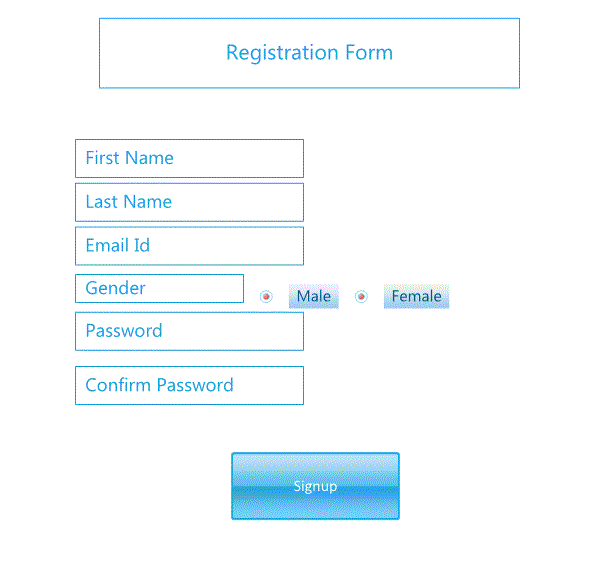 Registration Form
First Name
Last Name
Email Id
Gender Male Female
Password
Confirm Password
Signup